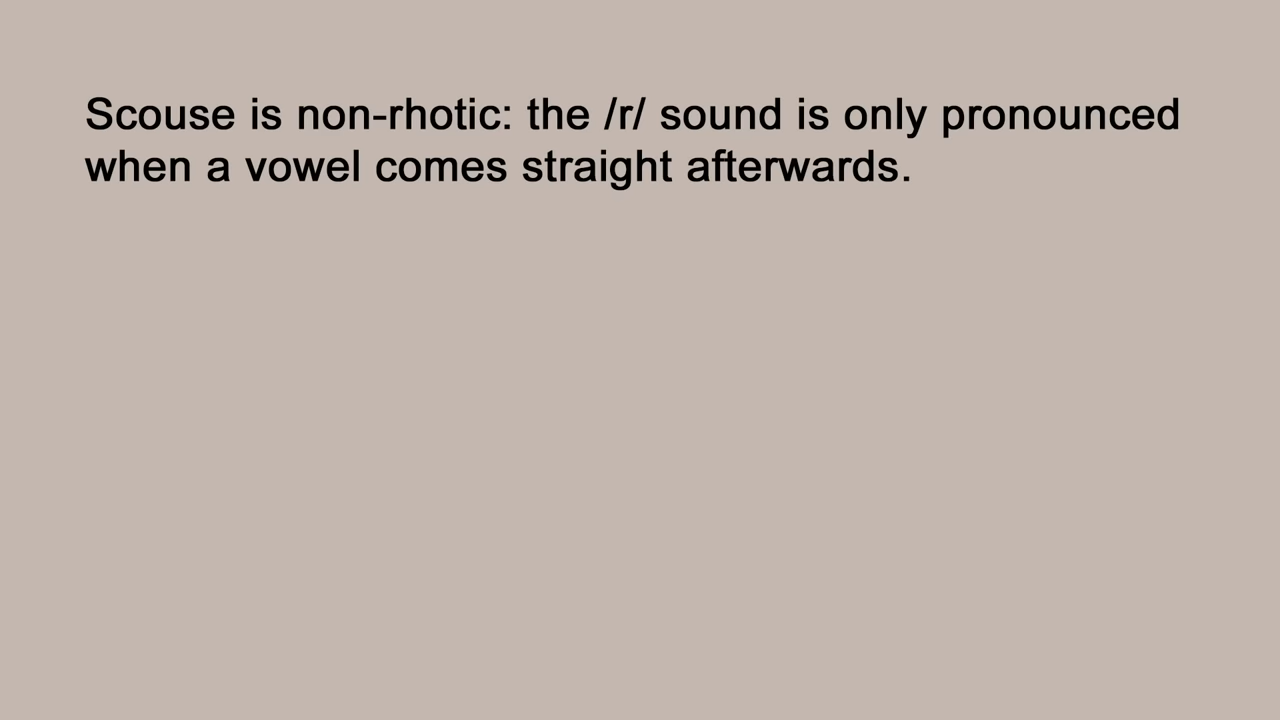 Scouse is non-rhotic: the /r/ sound is only pronounced
when a vowel comes straight afterwards.